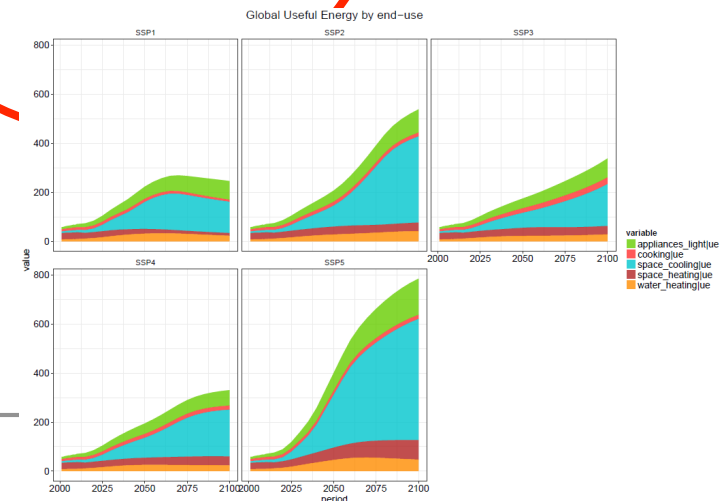 Global Useful Energy by end−use
SSP1
SSP2
SSP3
800
600
400
200
0
2000 2025 2050 2075 2100
variable
appliances_light|ue
cooking|ue
space_cooling|ue
space_heating|ue
water_heating|ue
value
SSP4
SSP5
800
600
400
200
0
2000 2025 2050 2075 2100
2000 2025 2050 2075 2100
period